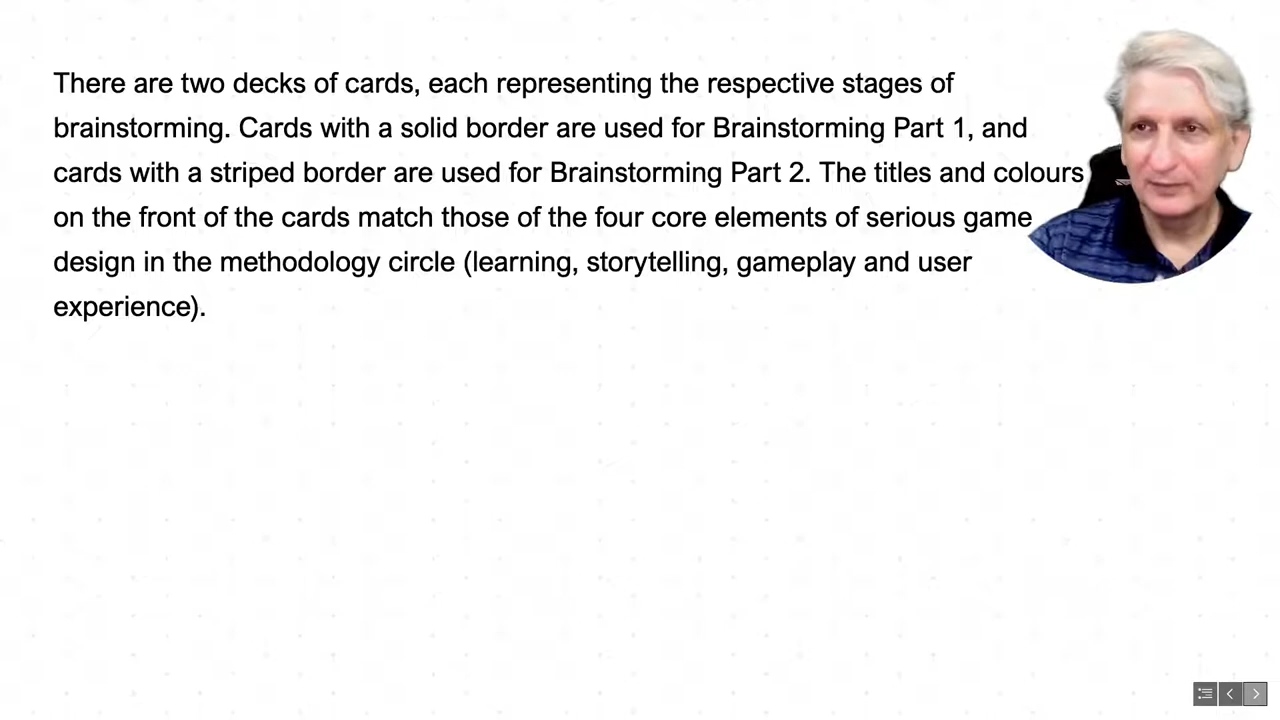 There are two decks of cards, each representing the respective stages of
brainstorming. Cards with a solid border are used for Brainstorming Part 1, and
cards with a striped border are used for Brainstorming Part 2. The titles and colours
on the front of the cards match those of the four core elements of serious game
design in the methodology circle (learning, storytelling, gameplay and user
experience).